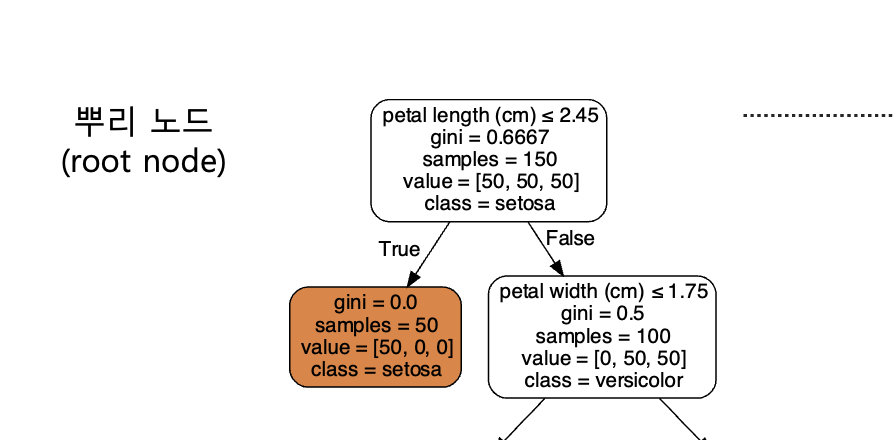 뿌리 노드
(root node)
petal length (cm) ≤ 2.45
gini = 0.6667
samples = 150
value = [50, 50, 50]
class = setosa
True
False
gini = 0.0
samples = 50
value = [50, 0, 0]
class = setosa
petal width (cm) ≤ 1.75
gini = 0.5
samples = 100
value = [0, 50, 50]
class = versicolor